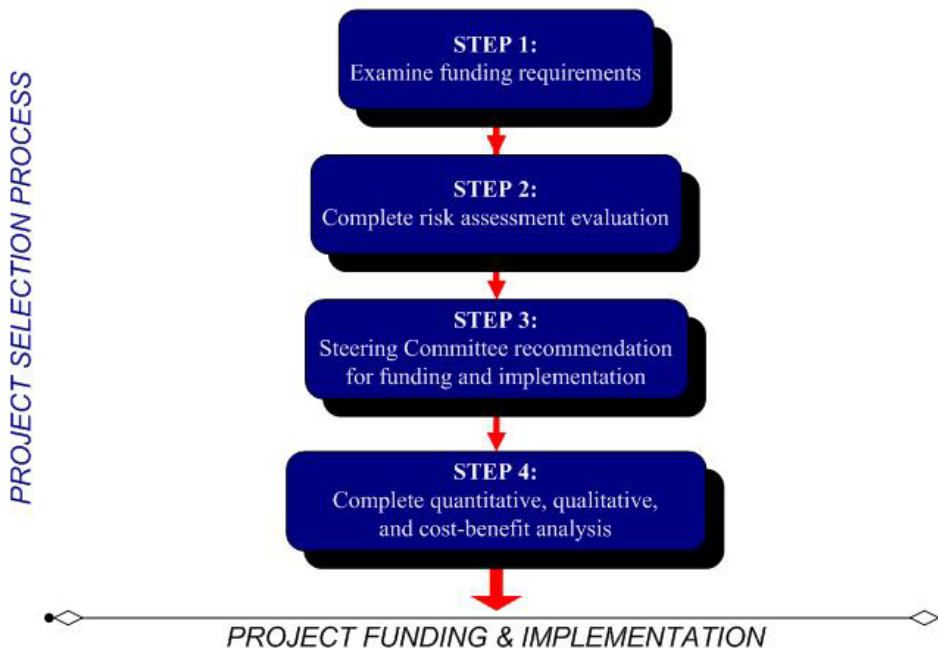 PROJECT SELECTION PROCESS
STEP 1:
Examine funding requirements
STEP 2:
Complete risk assessment evaluation
STEP 3:
Steering Committee recommendation
for funding and implementation
STEP 4:
Complete quantitative, qualitative,
and cost-benefit analysis
PROJECT FUNDING & IMPLEMENTATION